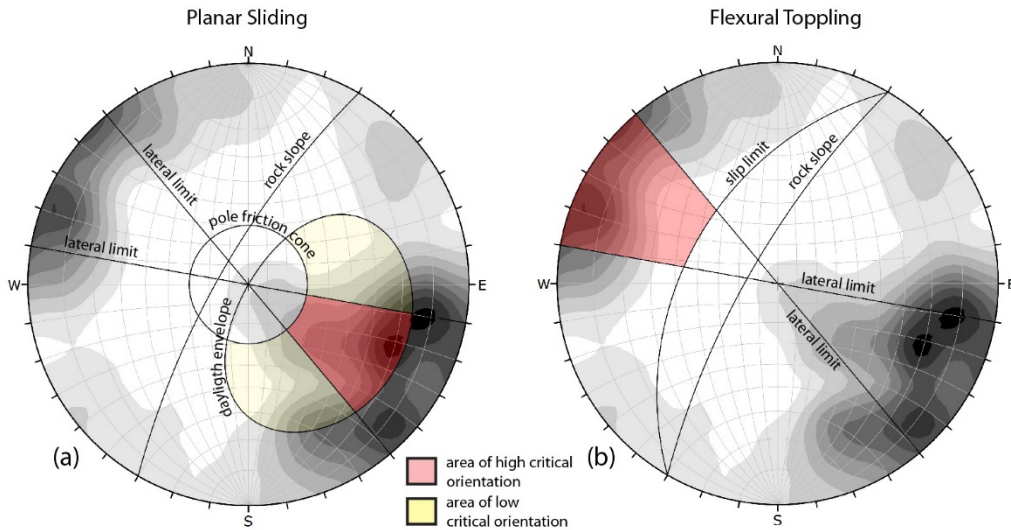 Planar Sliding
N
lateral limit
rock slope
pole friction cone
lateral limit
W
E
dayligth envelope
S
(a)
Flexural Toppling
N
slip limit
rock slope
W
lateral limit
E
lateral limit
S
(b)
area of high critical
orientation
area of low
critical orientation